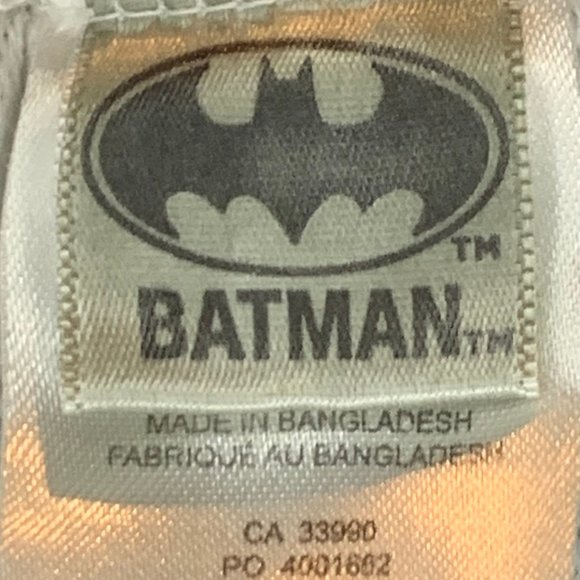 TM
BATMAN TM
MADE IN BANGLADESH
FABRIQUÉ AU BANGLADESH
CA 33990
PO 4001662